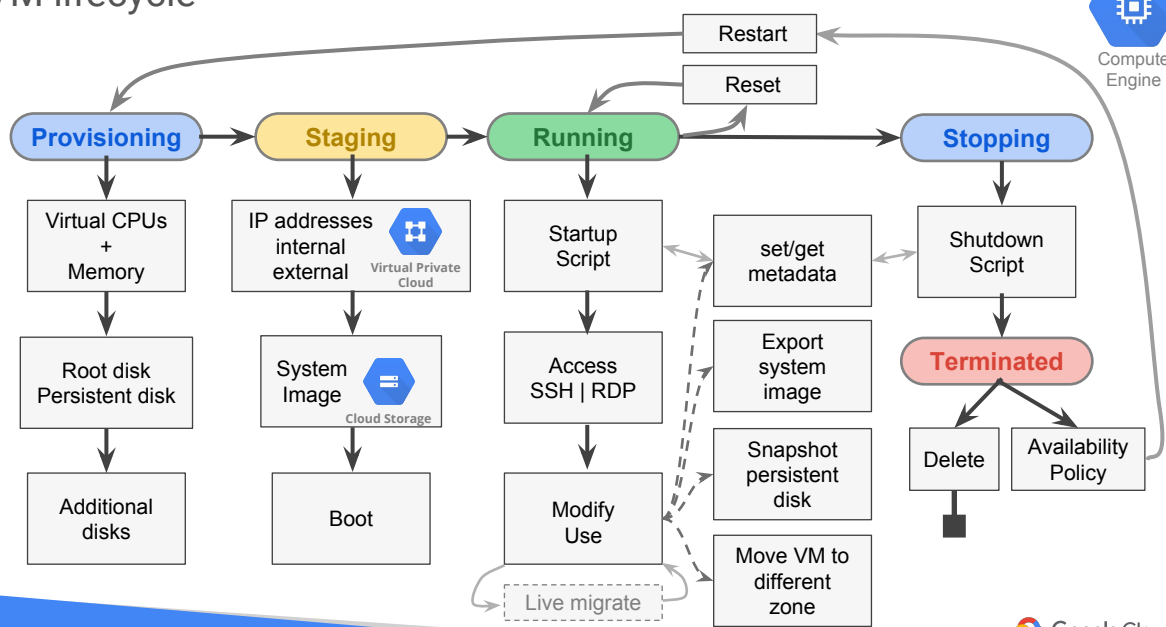 VM lifecycle
Restart
Compute
Engine
Reset
Provisioning
Staging
Running
Stopping
Virtual CPUs
+
Memory
IP addresses
internal
external
Virtual Private
Cloud
Startup
Script
set/get
metadata
Shutdown
Script
Root disk
Persistent disk
System
Image
Cloud Storage
Access
SSH | RDP
Export
system
image
Terminated
Additional
disks
Boot
Modify
Use
Snapshot
persistent
disk
Delete
Availability
Policy
Live migrate
Move VM to
different
zone